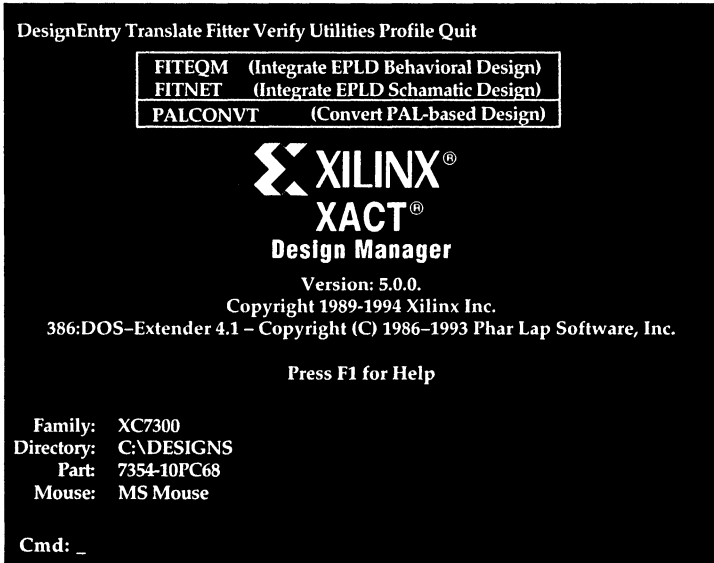 DesignEntry Translate Fitter Verify Utilities Profile Quit
FITEQM (Integrate EPLD Behavioral Design)
FITNET (Integrate EPLD Schamatic Design)
PALCONVT (Convert PAL-based Design)
XILINX®
XACT®
Design Manager
Version: 5.0.0.
Copyright 1989-1994 Xilinx Inc.
386:DOS–Extender 4.1 – Copyright (C) 1986–1993 Phar Lap Software, Inc.
Press F1 for Help
Family: XC7300
Directory: C:\DESIGNS
Part: 7354-10PC68
Mouse: MS Mouse
Cmd: _